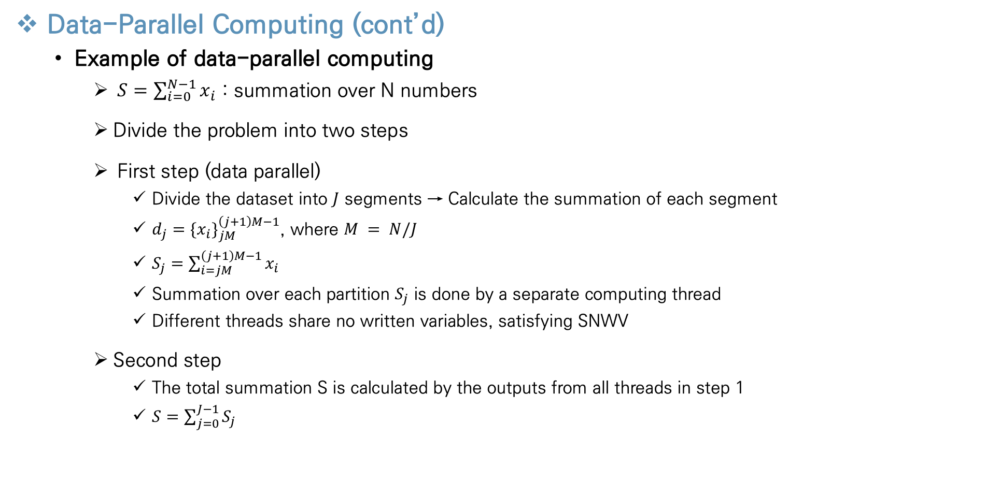 ❖ Data-Parallel Computing (cont'd)
• Example of data-parallel computing
➢ $S = \sum_{i=0}^{N-1} x_i$ : summation over N numbers
➢ Divide the problem into two steps
➢ First step (data parallel)
✓ Divide the dataset into $J$ segments → Calculate the summation of each segment
✓ $d_j = \{x_i\}_{jM}^{(j+1)M-1}$, where $M = N/J$
✓ $S_j = \sum_{i=jM}^{(j+1)M-1} x_i$
✓ Summation over each partition $S_j$ is done by a separate computing thread
✓ Different threads share no written variables, satisfying SNWV
➢ Second step
✓ The total summation S is calculated by the outputs from all threads in step 1
✓ $S = \sum_{j=0}^{J-1} S_j$